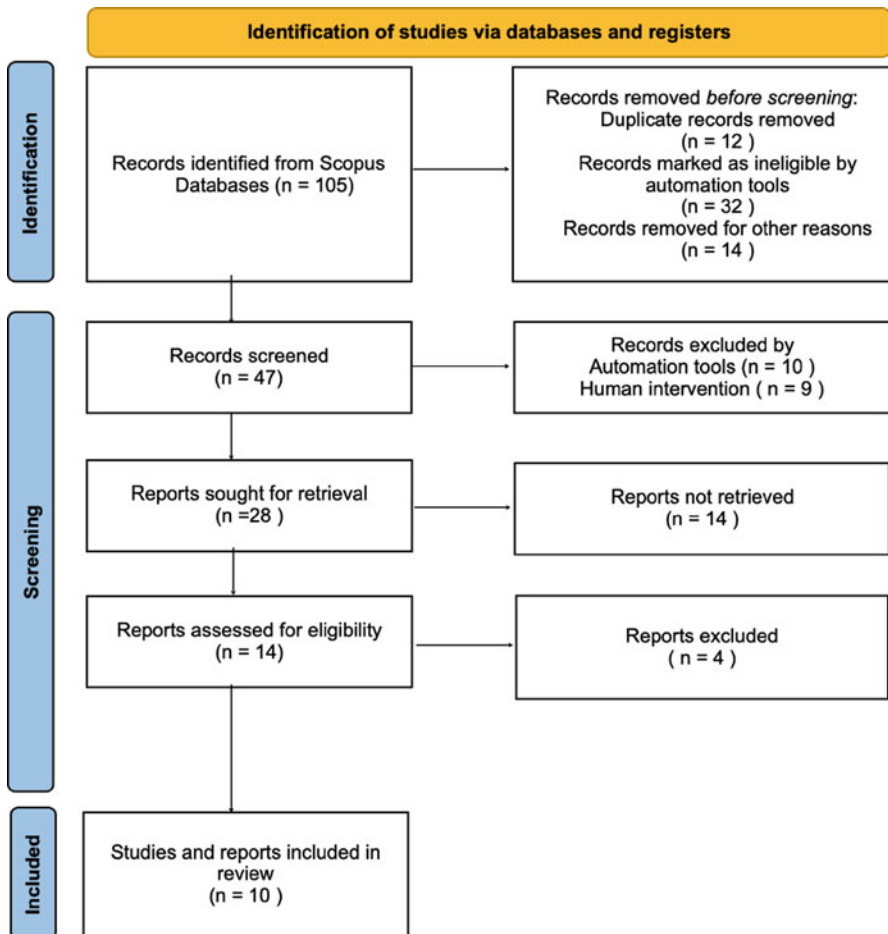 Identification of studies via databases and registers
Identification
Records identified from Scopus
Databases (n = 105)
Records removed before screening:
Duplicate records removed
(n = 12 )
Records marked as ineligible by
automation tools
(n = 32 )
Records removed for other reasons
(n = 14 )
Screening
Records screened
(n = 47)
Records excluded by
Automation tools (n = 10 )
Human intervention ( n = 9 )
Reports sought for retrieval
(n =28 )
Reports not retrieved
(n = 14 )
Reports assessed for eligibility
(n = 14)
Reports excluded
( n = 4 )
Included
Studies and reports included in
review
(n = 10 )